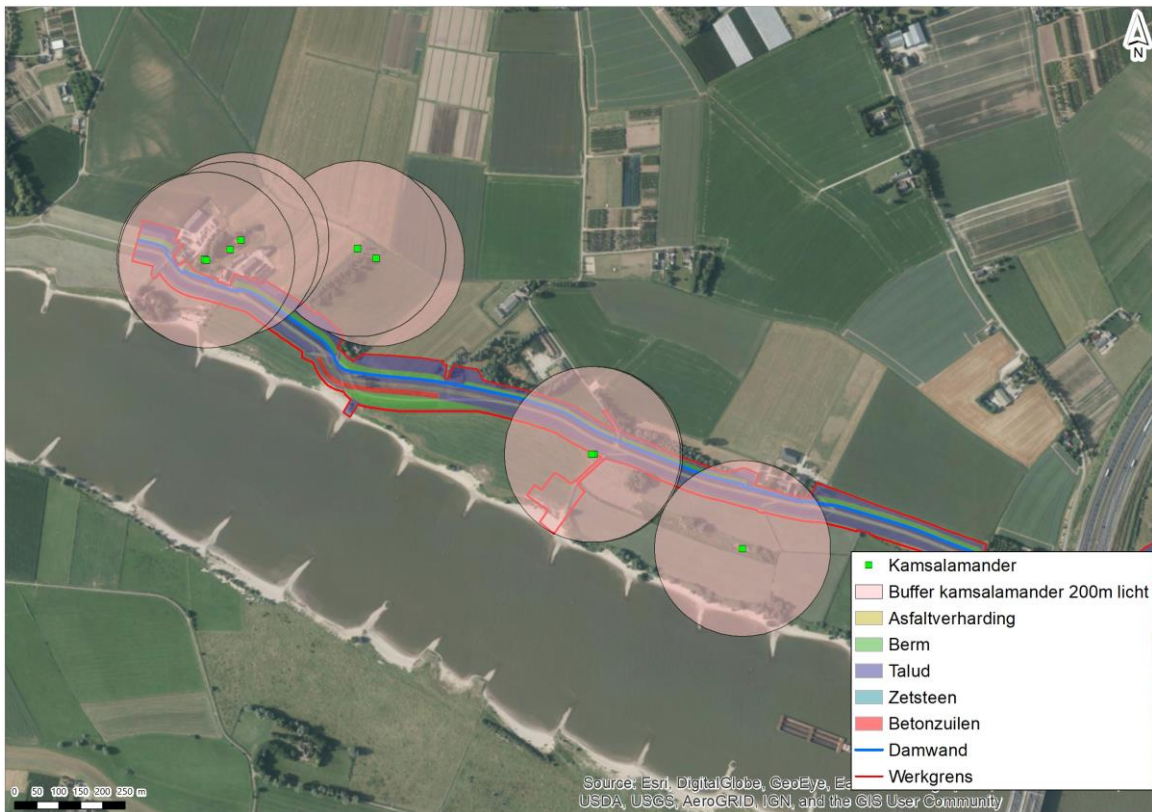 N
Kamsalamander
Buffer kamsalamander 200m licht
Asfaltverharding
Berm
Talud
Zetsteen
Betonzuilen
Damwand
Werkgrens
0 50 100 150 200 250 m
Source: Esri, DigitalGlobe, GeoEye,
USDA, USGS, AeroGRID, IGN, and the GIS User Community